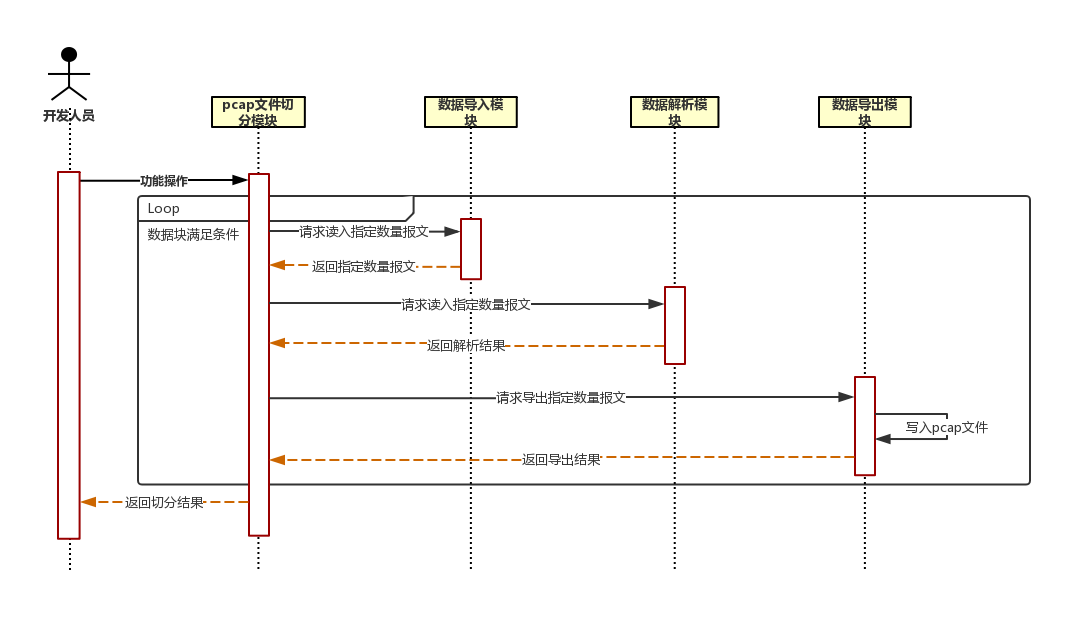 开发人员
pcap文件切
分模块
数据导入模
块
数据解析模
块
数据导出模
块
功能操作
Loop
数据块满足条件
请求读入指定数量报文
返回指定数量报文
请求读入指定数量报文
返回解析结果
请求导出指定数量报文
写入pcap文件
返回导出结果
返回切分结果